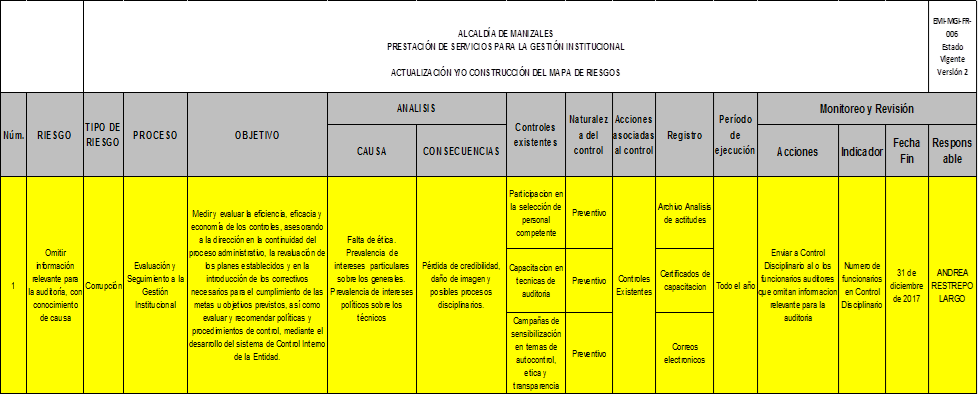 ALCALDÍA DE MANIZALES
PRESTACIÓN DE SERVICIOS PARA LA GESTIÓN INSTITUCIONAL
ACTUALIZACIÓN Y/O CONSTRUCCIÓN DEL MAPA DE RIESGOS
EMI-MGI-FR-
006
Estado
Vigente
Versión 2
Núm.
RIESGO
TIPO DE
RIESGO
PROCESO
OBJETIVO
ANALISIS
CAUSA
CONSECUENCIAS
Controles
existentes
Naturalez
a del
control
Acciones
asociadas
al control
Registro
Período
de
ejecución
Monitoreo y Revisión
Acciones
Indicador
Fecha
Fin
Respons
able
1
Omitir
información
relevante para
la auditoría, con
conocimiento
de causa
Corrupción
Evaluación y
Seguimiento a la
Gestión
Institucional
Medir y evaluar la eficiencia, eficacia y
economía de los controles, asesorando
a la dirección en la continuidad del
proceso administrativo, la revaluación de
los planes establecidos y en la
introducción de los correctivos
necesarios para el cumplimiento de las
metas u objetivos previstos, así como
evaluar y recomendar políticas y
procedimientos de control, mediante el
desarrollo del sistema de Control Interno
de la Entidad.
Falta de ética.
Prevalencia de
intereses particulares
sobre los generales.
Prevalencia de intereses
políticos sobre los
técnicos
Pérdida de credibilidad,
daño de imagen y
posibles procesos
disciplinarios.
Participacion en
la selección de
personal
competente
Preventivo
Capacitacion en
tecnicas de
auditoria
Preventivo
Campañas de
sensibilización
en temas de
autocontrol,
etica y
transparencia
Preventivo
Controles
Existentes
Archivo Analisis
de actitudes
Certificados de
capacitacion
Correos
electronicos
Todo el año
Enviar a Control
Disciplinario al o los
funcionarios auditores
que omitan informacion
relevante para la
auditoria
Numero de
funcionarios
en Control
Disciplinario
31 de
diciembre
de 2017
ANDREA
RESTREPO
LARGO